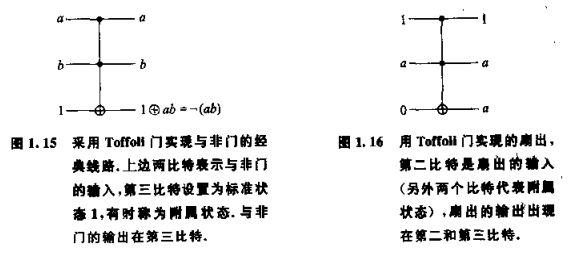 a a
b b
1 1⊕ab=¬(ab)
图 1.15 采用 Toffoli 门实现与非门的经
典线路.上边两比特表示与非门
的输入,第三比特设置为标准状
态 1,有时称为附属状态.与非
门的输出在第三比特.
1 1
a a
0 a
图 1.16 用 Toffoli 门实现的扇出,
第二比特是扇出的输入
(另外两个比特代表附属
状态),扇出的输出出现
在第二和第三比特.